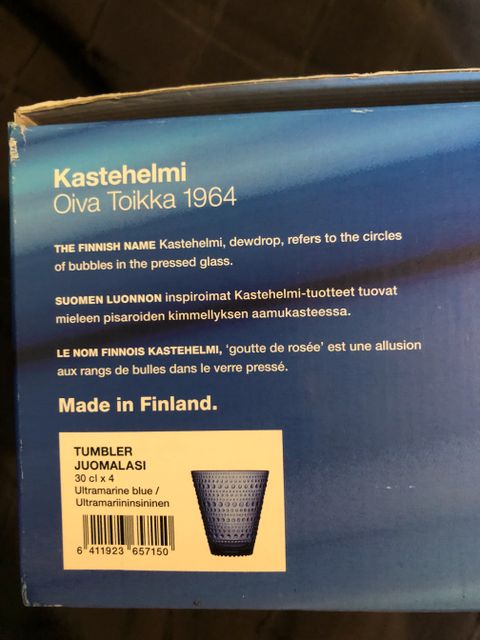 Kastehelmi
Oiva Toikka 1964
THE FINNISH NAME Kastehelmi, dewdrop, refers to the circles
of bubbles in the pressed glass.
SUOMEN LUONNON inspiroimat Kastehelmi-tuotteet tuovat
mieleen pisaroiden kimmellyksen aamukasteessa.
LE NOM FINNOIS KASTEHELMI, ‘goutte de rosée’ est une allusion
aux rangs de bulles dans le verre pressé.
Made in Finland.
TUMBLER
JUOMALASI
30 cl x 4
Ultramarine blue /
Ultramariininsininen
6 411923 657150